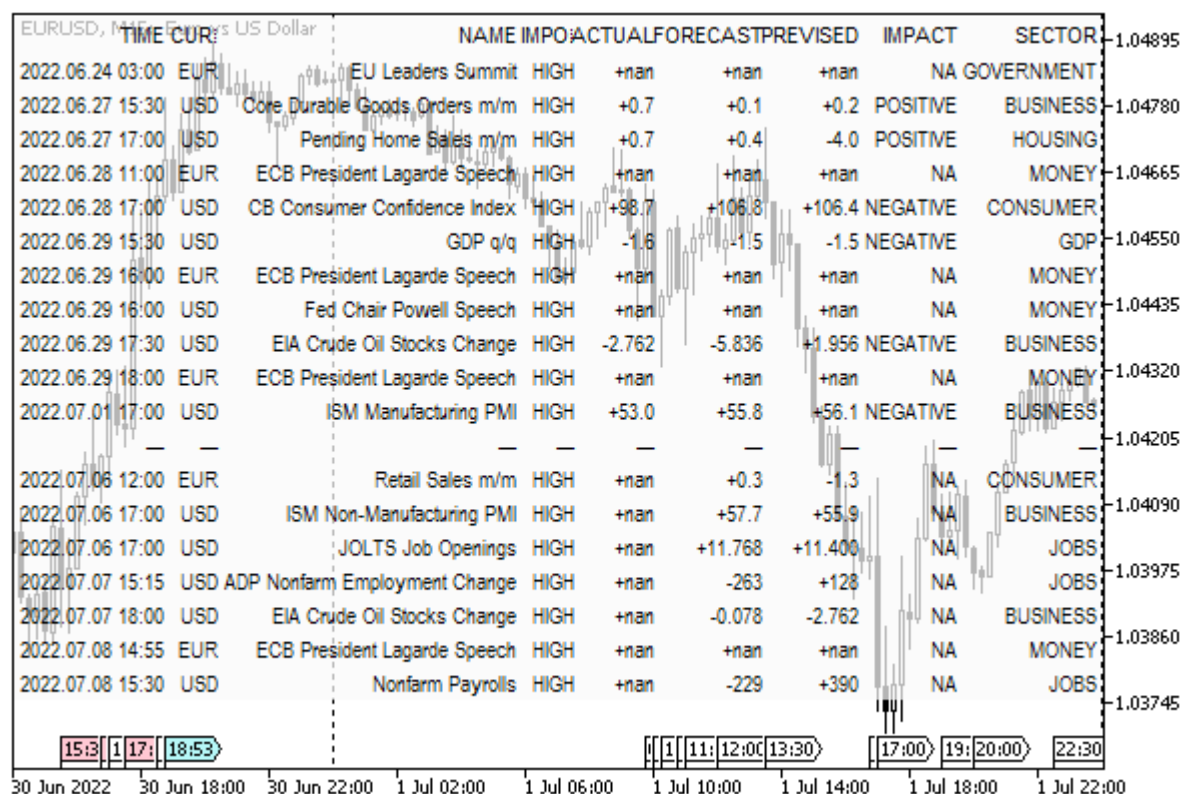 EURUSD, M15: Euro vs US Dollar
TIME CUR NAME IMPO ACTUAL FORECAST PREVISED IMPACT SECTOR
1.04895
2022.06.24 03:00 EUR EU Leaders Summit HIGH +nan +nan +nan NA GOVERNMENT
2022.06.27 15:30 USD Core Durable Goods Orders m/m HIGH +0.7 +0.1 +0.2 POSITIVE BUSINESS
1.04780
2022.06.27 17:00 USD Pending Home Sales m/m HIGH +0.7 +0.4 -4.0 POSITIVE HOUSING
2022.06.28 11:00 EUR ECB President Lagarde Speech HIGH +nan +nan +nan NA MONEY
1.04665
2022.06.28 17:00 USD CB Consumer Confidence Index HIGH +98.7 +106.8 +106.4 NEGATIVE CONSUMER
2022.06.29 15:30 USD GDP q/q HIGH -1.6 -1.5 -1.5 NEGATIVE GDP
1.04550
2022.06.29 16:00 EUR ECB President Lagarde Speech HIGH +nan +nan +nan NA MONEY
2022.06.29 16:00 USD Fed Chair Powell Speech HIGH +nan +nan +nan NA MONEY
1.04435
2022.06.29 17:30 USD EIA Crude Oil Stocks Change HIGH -2.762 -5.836 +1.956 NEGATIVE BUSINESS
2022.06.29 18:00 EUR ECB President Lagarde Speech HIGH +nan +nan +nan NA MONEY
1.04320
2022.07.01 17:00 USD ISM Manufacturing PMI HIGH +53.0 +55.8 +56.1 NEGATIVE BUSINESS
— — — — — — — — —
1.04205
2022.07.06 12:00 EUR Retail Sales m/m HIGH +nan +0.3 -1.3 NA CONSUMER
2022.07.06 17:00 USD ISM Non-Manufacturing PMI HIGH +nan +57.7 +55.9 NA BUSINESS
1.04090
2022.07.06 17:00 USD JOLTS Job Openings HIGH +nan +11.768 +11.400 NA JOBS
1.03975
2022.07.07 15:15 USD ADP Nonfarm Employment Change HIGH +nan -263 +128 NA JOBS
2022.07.07 18:00 USD EIA Crude Oil Stocks Change HIGH +nan -0.078 -2.762 NA BUSINESS
1.03860
2022.07.08 14:55 EUR ECB President Lagarde Speech HIGH +nan +nan +nan NA MONEY
2022.07.08 15:30 USD Nonfarm Payrolls HIGH +nan -229 +390 NA JOBS
1.03745
15:3 1 17: 18:53 1 11: 12:00 13:30 17:00 19: 20:00 22:30
30 Jun 2022 30 Jun 18:00 30 Jun 22:00 1 Jul 02:00 1 Jul 06:00 1 Jul 10:00 1 Jul 14:00 1 Jul 18:00 1 Jul 22:00